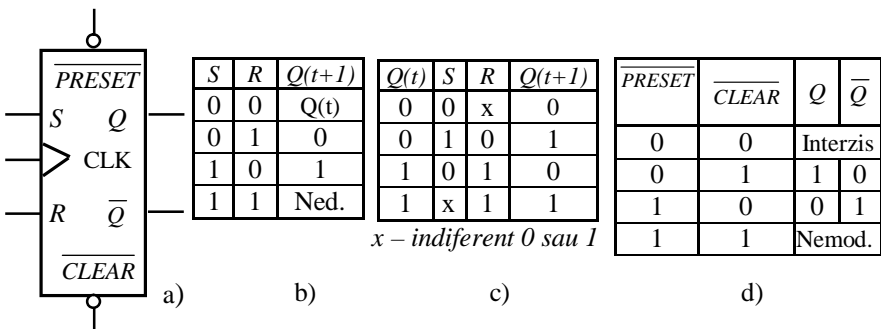 PRESET
S Q
CLK
R Q
CLEAR
a)
S R Q(t+1)
0 0 Q(t)
0 1 0
1 0 1
1 1 Ned.
b)
Q(t) S R Q(t+1)
0 0 x 0
0 1 0 1
1 0 1 0
1 x 1 1
x – indiferent 0 sau 1
c)
PRESET CLEAR Q Q
0 0 Interzis
0 1 1 0
1 0 0 1
1 1 Nemod.
d)